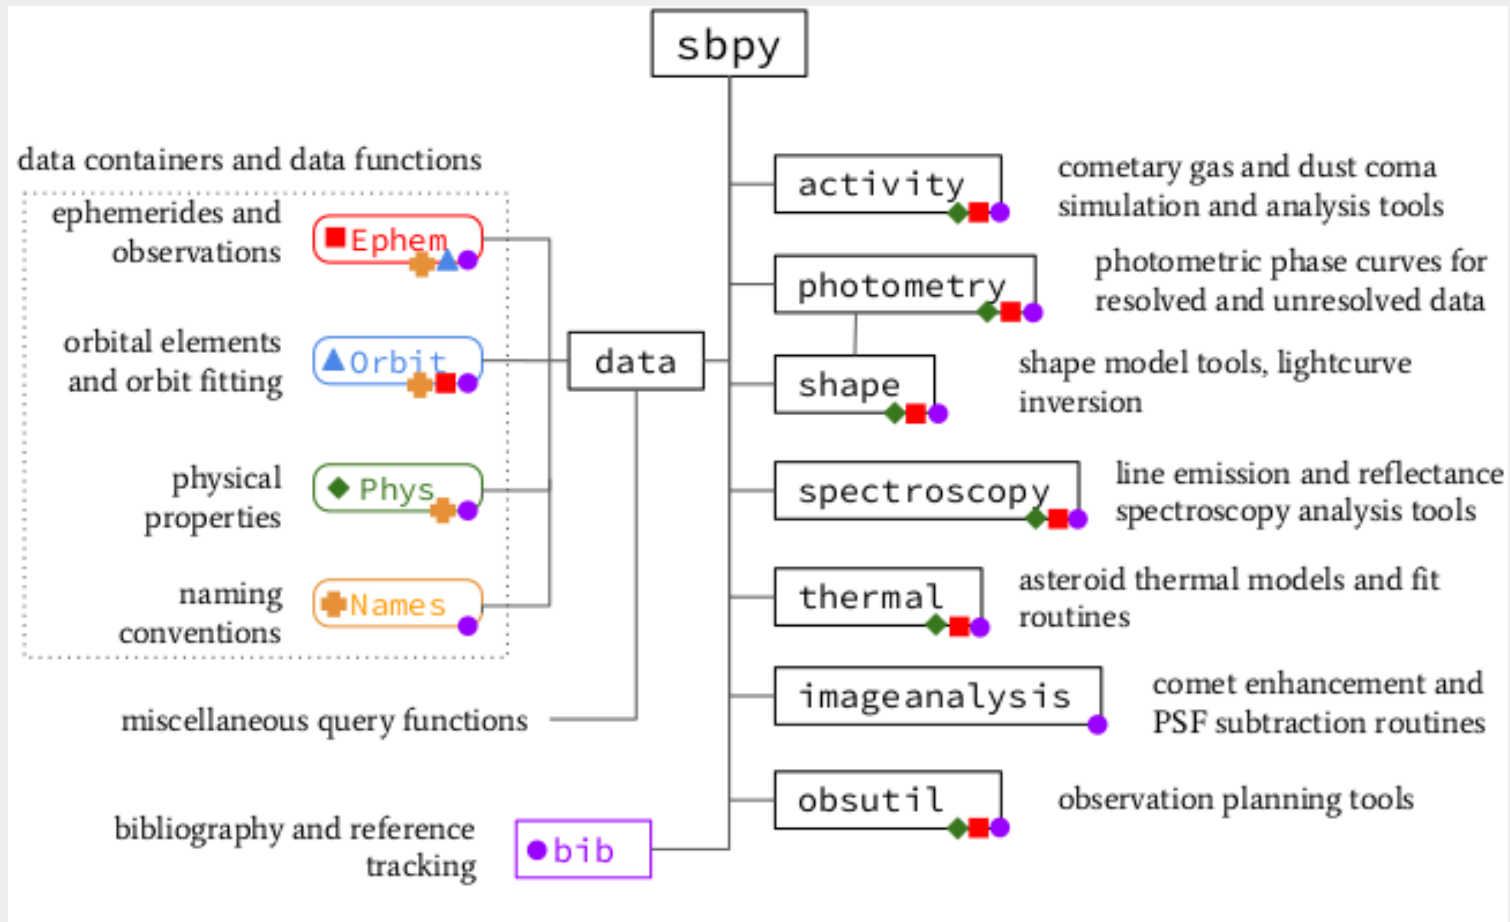 sbpy
data containers and data functions
ephemerides and
observations
Ephem
orbital elements
and orbit fitting
Orbit
physical
properties
Phys
naming
conventions
Names
miscellaneous query functions
data
bibliography and reference
tracking
bib
activity
cometary gas and dust coma
simulation and analysis tools
photometry
photometric phase curves for
resolved and unresolved data
shape
shape model tools, lightcurve
inversion
spectroscopy
line emission and reflectance
spectroscopy analysis tools
thermal
asteroid thermal models and fit
routines
imageanalysis
comet enhancement and
PSF subtraction routines
obsutil
observation planning tools